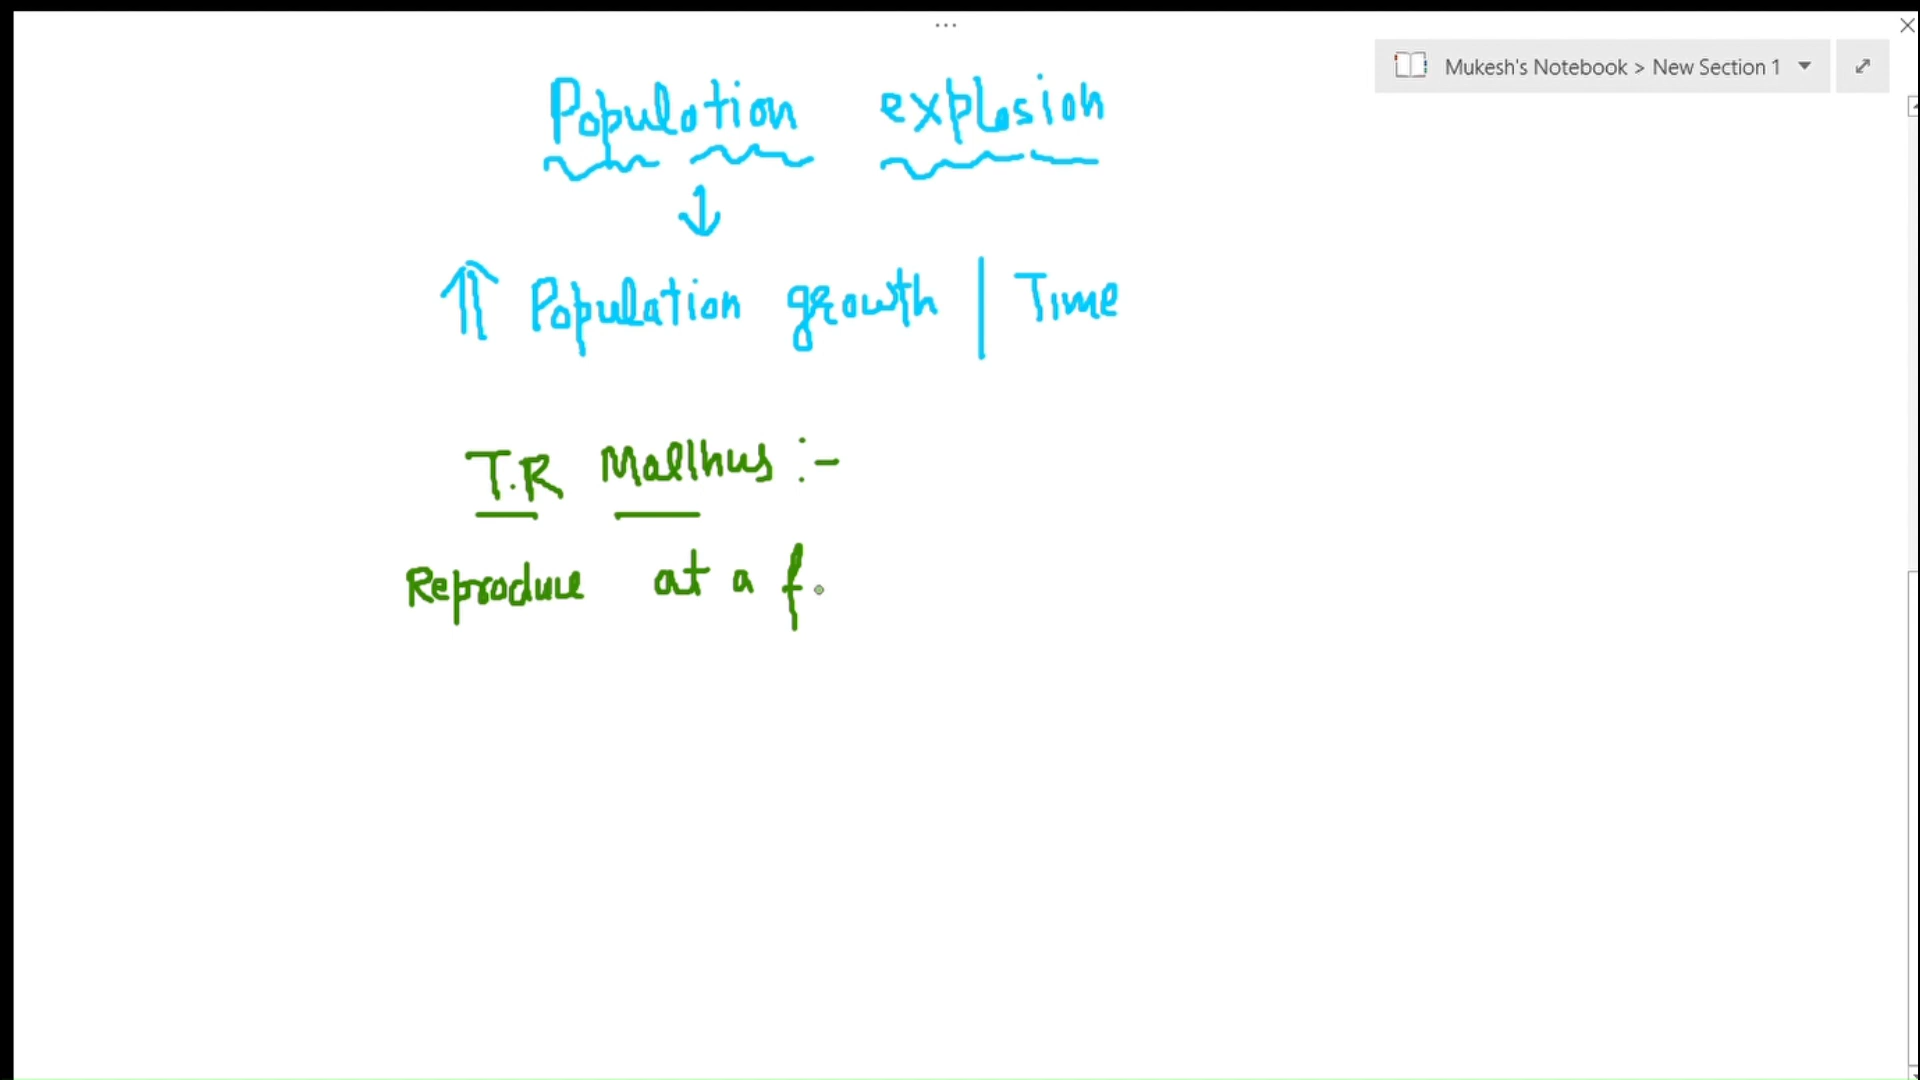 ...
Mukesh's Notebook > New Section 1
Population explosion
↓
⇑ Population growth | Time
T.R Malthus :-
Reproduce at a f